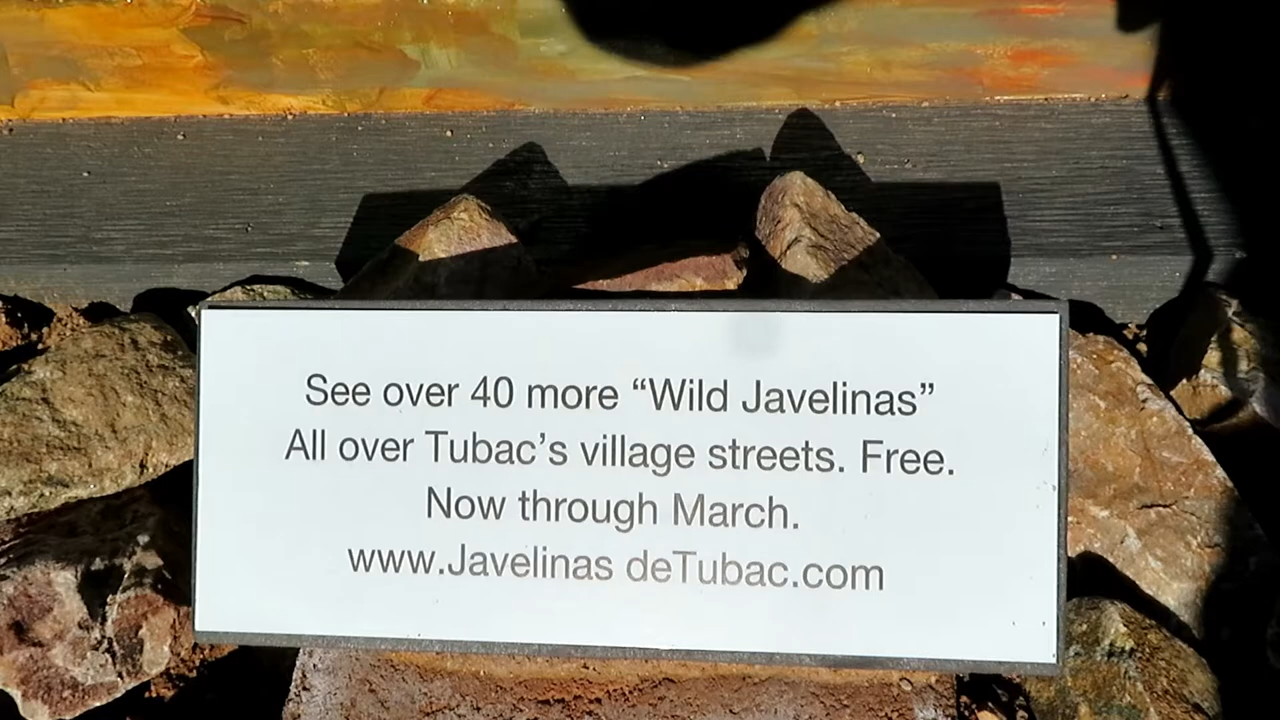 See over 40 more “Wild Javelinas”
All over Tubac’s village streets. Free.
Now through March.
www.Javelinas deTubac.com